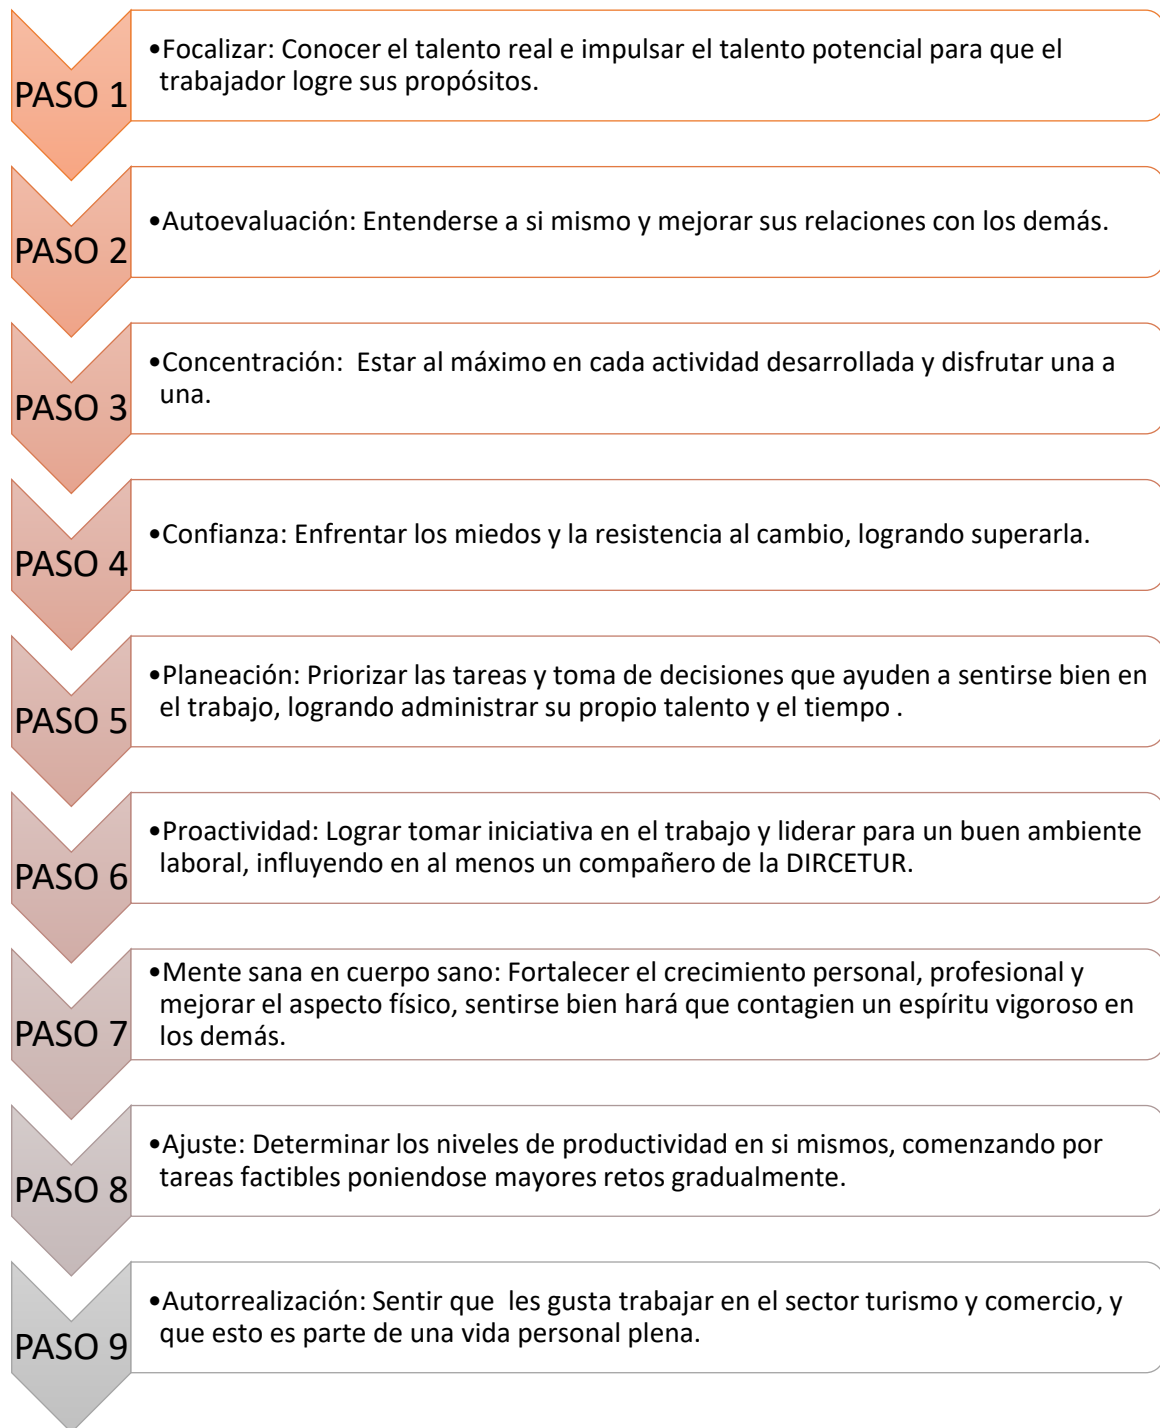 PASO 1
•Focalizar: Conocer el talento real e impulsar el talento potencial para que el
trabajador logre sus propósitos.
PASO 2
•Autoevaluación: Entenderse a si mismo y mejorar sus relaciones con los demás.
PASO 3
•Concentración:  Estar al máximo en cada actividad desarrollada y disfrutar una a
una.
PASO 4
•Confianza: Enfrentar los miedos y la resistencia al cambio, logrando superarla.
PASO 5
•Planeación: Priorizar las tareas y toma de decisiones que ayuden a sentirse bien en
el trabajo, logrando administrar su propio talento y el tiempo .
PASO 6
•Proactividad: Lograr tomar iniciativa en el trabajo y liderar para un buen ambiente
laboral, influyendo en al menos un compañero de la DIRCETUR.
PASO 7
•Mente sana en cuerpo sano: Fortalecer el crecimiento personal, profesional y
mejorar el aspecto físico, sentirse bien hará que contagien un espíritu vigoroso en
los demás.
PASO 8
•Ajuste: Determinar los niveles de productividad en si mismos, comenzando por
tareas factibles poniendose mayores retos gradualmente.
PASO 9
•Autorrealización: Sentir que  les gusta trabajar en el sector turismo y comercio, y
que esto es parte de una vida personal plena.